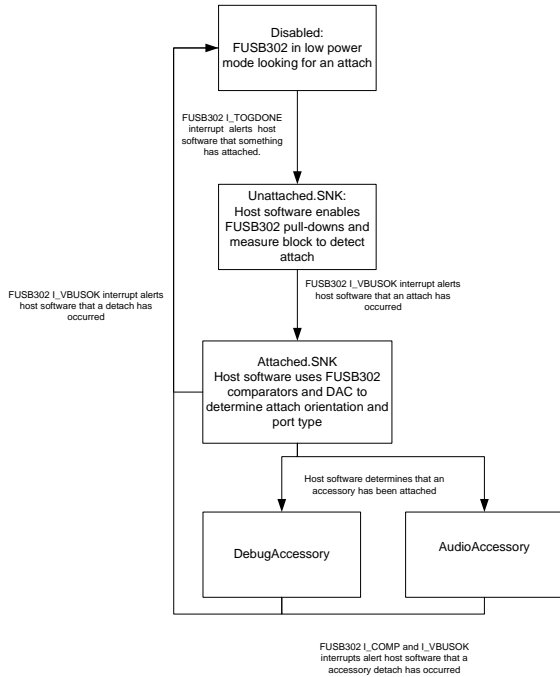 Disabled:
FUSB302 in low power
mode looking for an attach
FUSB302 I_TOGDONE
interrupt alerts host
software that something
has attached.
Unattached.SNK:
Host software enables
FUSB302 pull-downs and
measure block to detect
attach
FUSB302 I_VBUSOK interrupt alerts
host software that a detach has
occurred
FUSB302 I_VBUSOK interrupt alerts
host software that an attach has
occurred
Attached.SNK
Host software uses FUSB302
comparators and DAC to
determine attach orientation and
port type
Host software determines that an
accessory has been attached
DebugAccessory
AudioAccessory
FUSB302 I_COMP and I_VBUSOK
interrupts alert host software that a
accessory detach has occurred